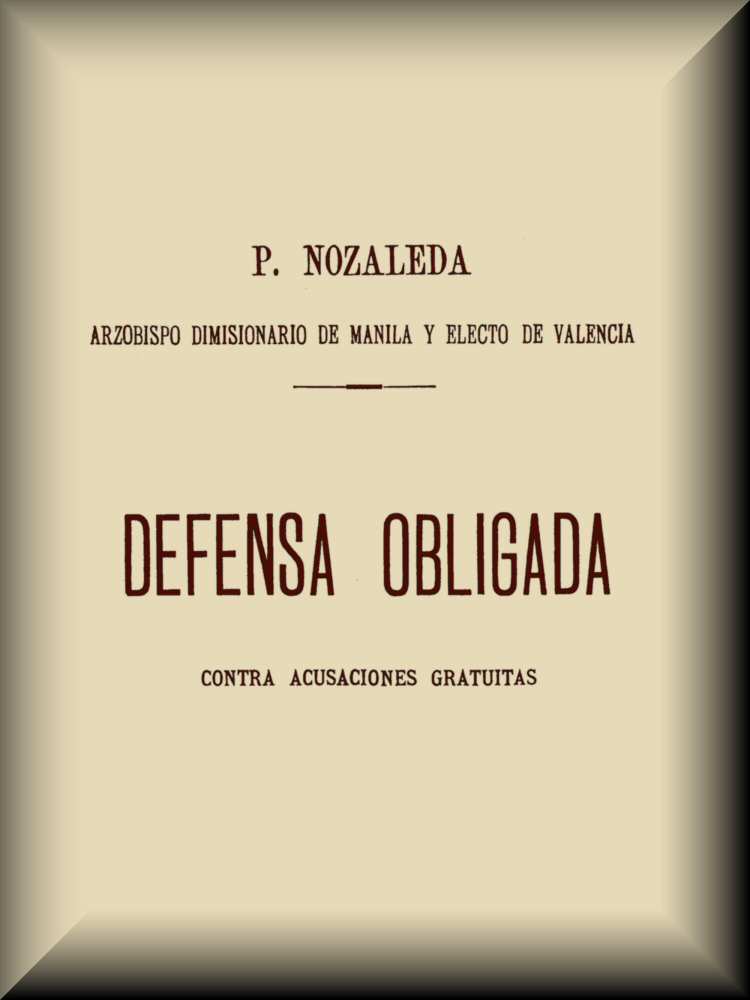 P. NOZALEDA
ARZOBISPO DIMISIONARIO DE MANILA Y ELECTO DE VALENCIA
DEFENSA OBLIGADA
CONTRA ACUSACIONES GRATUITAS